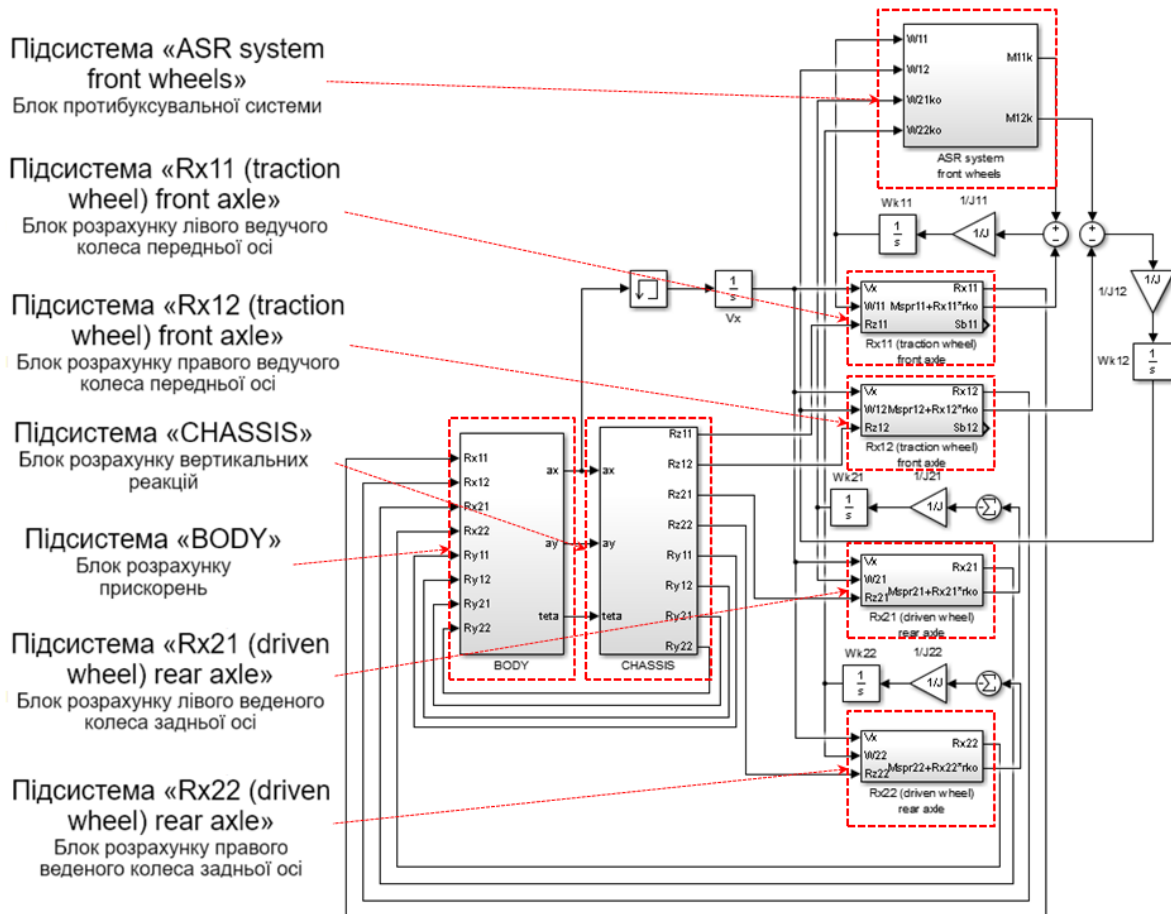 Підсистема «ASR system
front wheels»
Блок протибуксувальної системи
Підсистема «Rx11 (traction
wheel) front axle»
Блок розрахунку лівого ведучого
колеса передньої осі
Підсистема «Rx12 (traction
wheel) front axle»
Блок розрахунку правого ведучого
колеса передньої осі
Підсистема «CHASSIS»
Блок розрахунку вертикальних
реакцій
Підсистема «BODY»
Блок розрахунку
прискорень
Підсистема «Rx21 (driven
wheel) rear axle»
Блок розрахунку лівого веденого
колеса задньої осі
Підсистема «Rx22 (driven
wheel) rear axle»
Блок розрахунку правого
веденого колеса задньої осі
W11
W12
W21ko
W22ko
M11k
M12k
ASR system
front wheels
Wk11
1
s
1/J11
1/J
1/J
1/J12
Wk12
1
s
1
s
Vx
Vx
W11
Rz11
Rx11
Mspr11+Rx11*rko
Sb11
Rx11 (traction wheel)
front axle
Vx
W12
Rz12
Rx12
Mspr12+Rx12*rko
Sb12
Rx12 (traction wheel)
front axle
Rx11
Rx12
Rx21
Rx22
Ry11
Ry12
Ry21
Ry22
ax
ay
teta
BODY
ax
ay
teta
Rz11
Rz12
Rz21
Rz22
Ry11
Ry12
Ry21
Ry22
CHASSIS
Wk21
1
s
1/J21
1/J
Vx
W21
Rz21
Rx21
Mspr21+Rx21*rko
Rx21 (driven wheel)
rear axle
Wk22
1
s
1/J22
1/J
Vx
W22
Rz22
Rx22
Mspr22+Rx22*rko
Rx22 (driven wheel)
rear axle